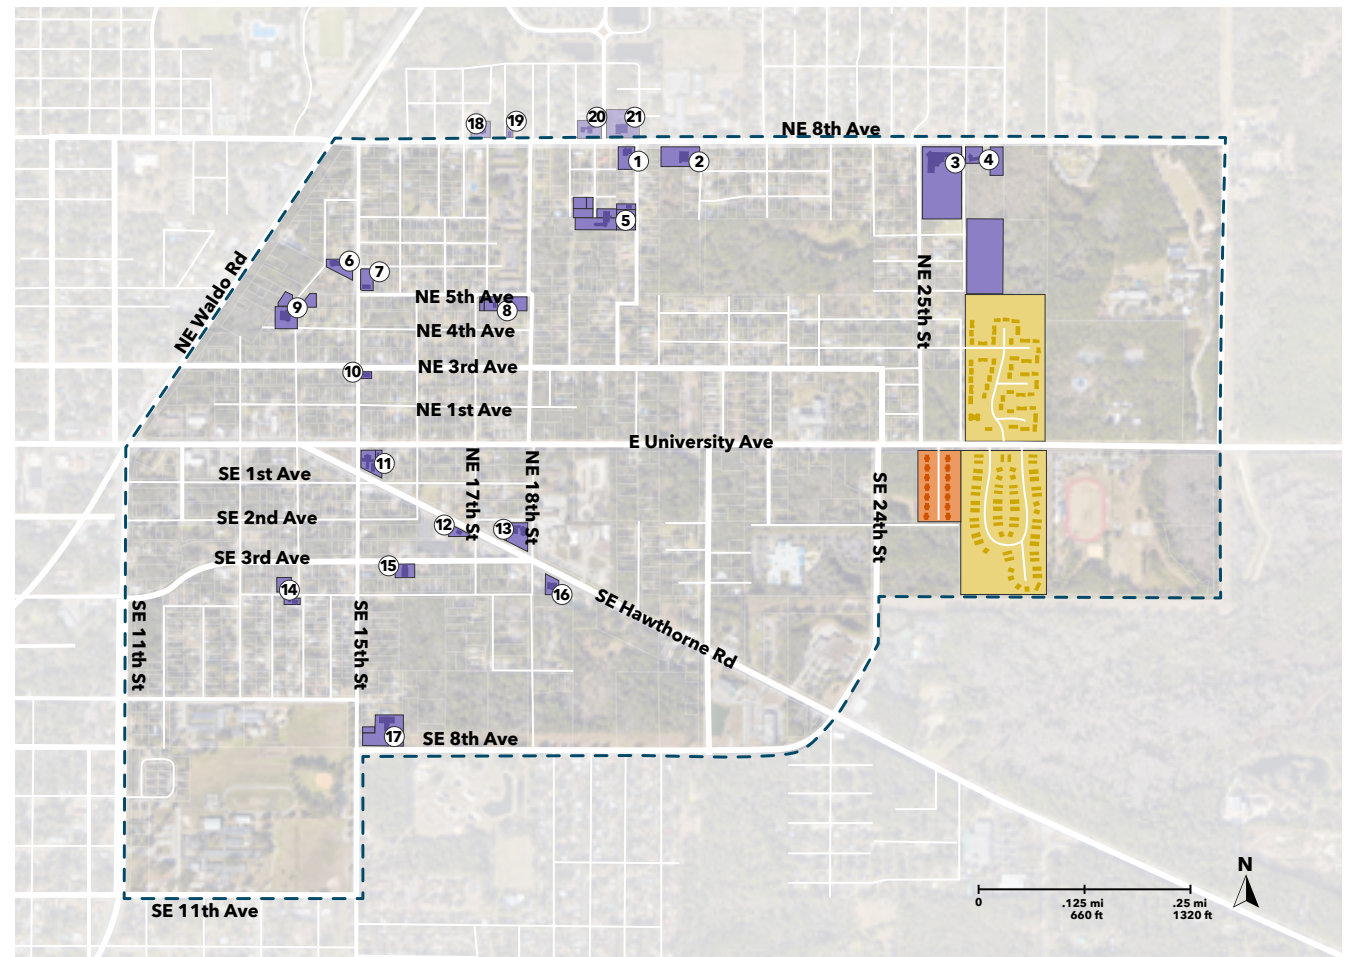 18
19
20
21
NE 8th Ave
1
2
3
4
5
NE Waldo Rd
6
7
NE 25th St
9
NE 5th Ave
8
NE 4th Ave
10
NE 3rd Ave
NE 1st Ave
E University Ave
11
SE 1st Ave
NE 17th St
NE 18th St
SE 24th St
SE 2nd Ave
12
13
SE 3rd Ave
15
14
16
SE Hawthorne Rd
SE 11th St
SE 15th St
17
SE 8th Ave
N
0
.125 mi
.25 mi
660 ft
1320 ft
SE 11th Ave